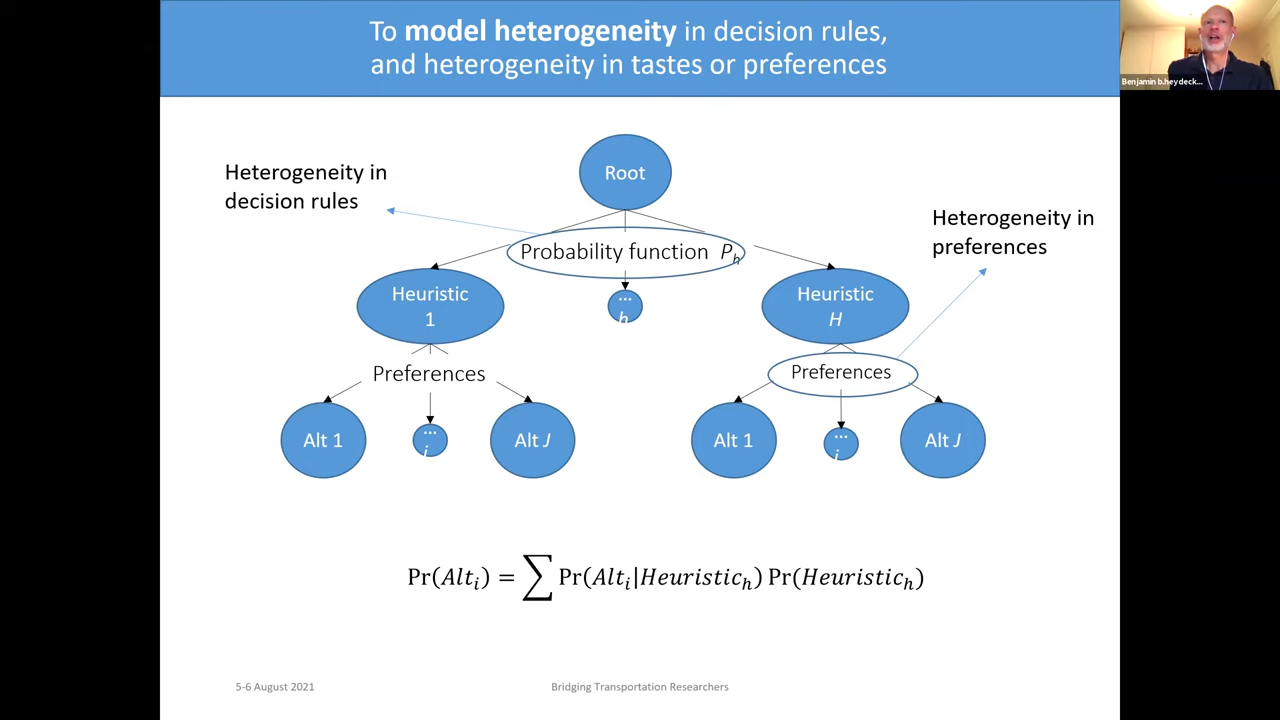 To model heterogeneity in decision rules,
and heterogeneity in tastes or preferences
Benjamin b.heydeck...
Heterogeneity in
decision rules
Root
Heterogeneity in
preferences
Probability function P_h
Heuristic
1
...
h
Heuristic
H
Preferences
Preferences
Alt 1
...
i
Alt J
Alt 1
...
i
Alt J
Pr(Alt_i) = ∑ Pr(Alt_i|Heuristic_h) Pr(Heuristic_h)
5-6 August 2021
Bridging Transportation Researchers